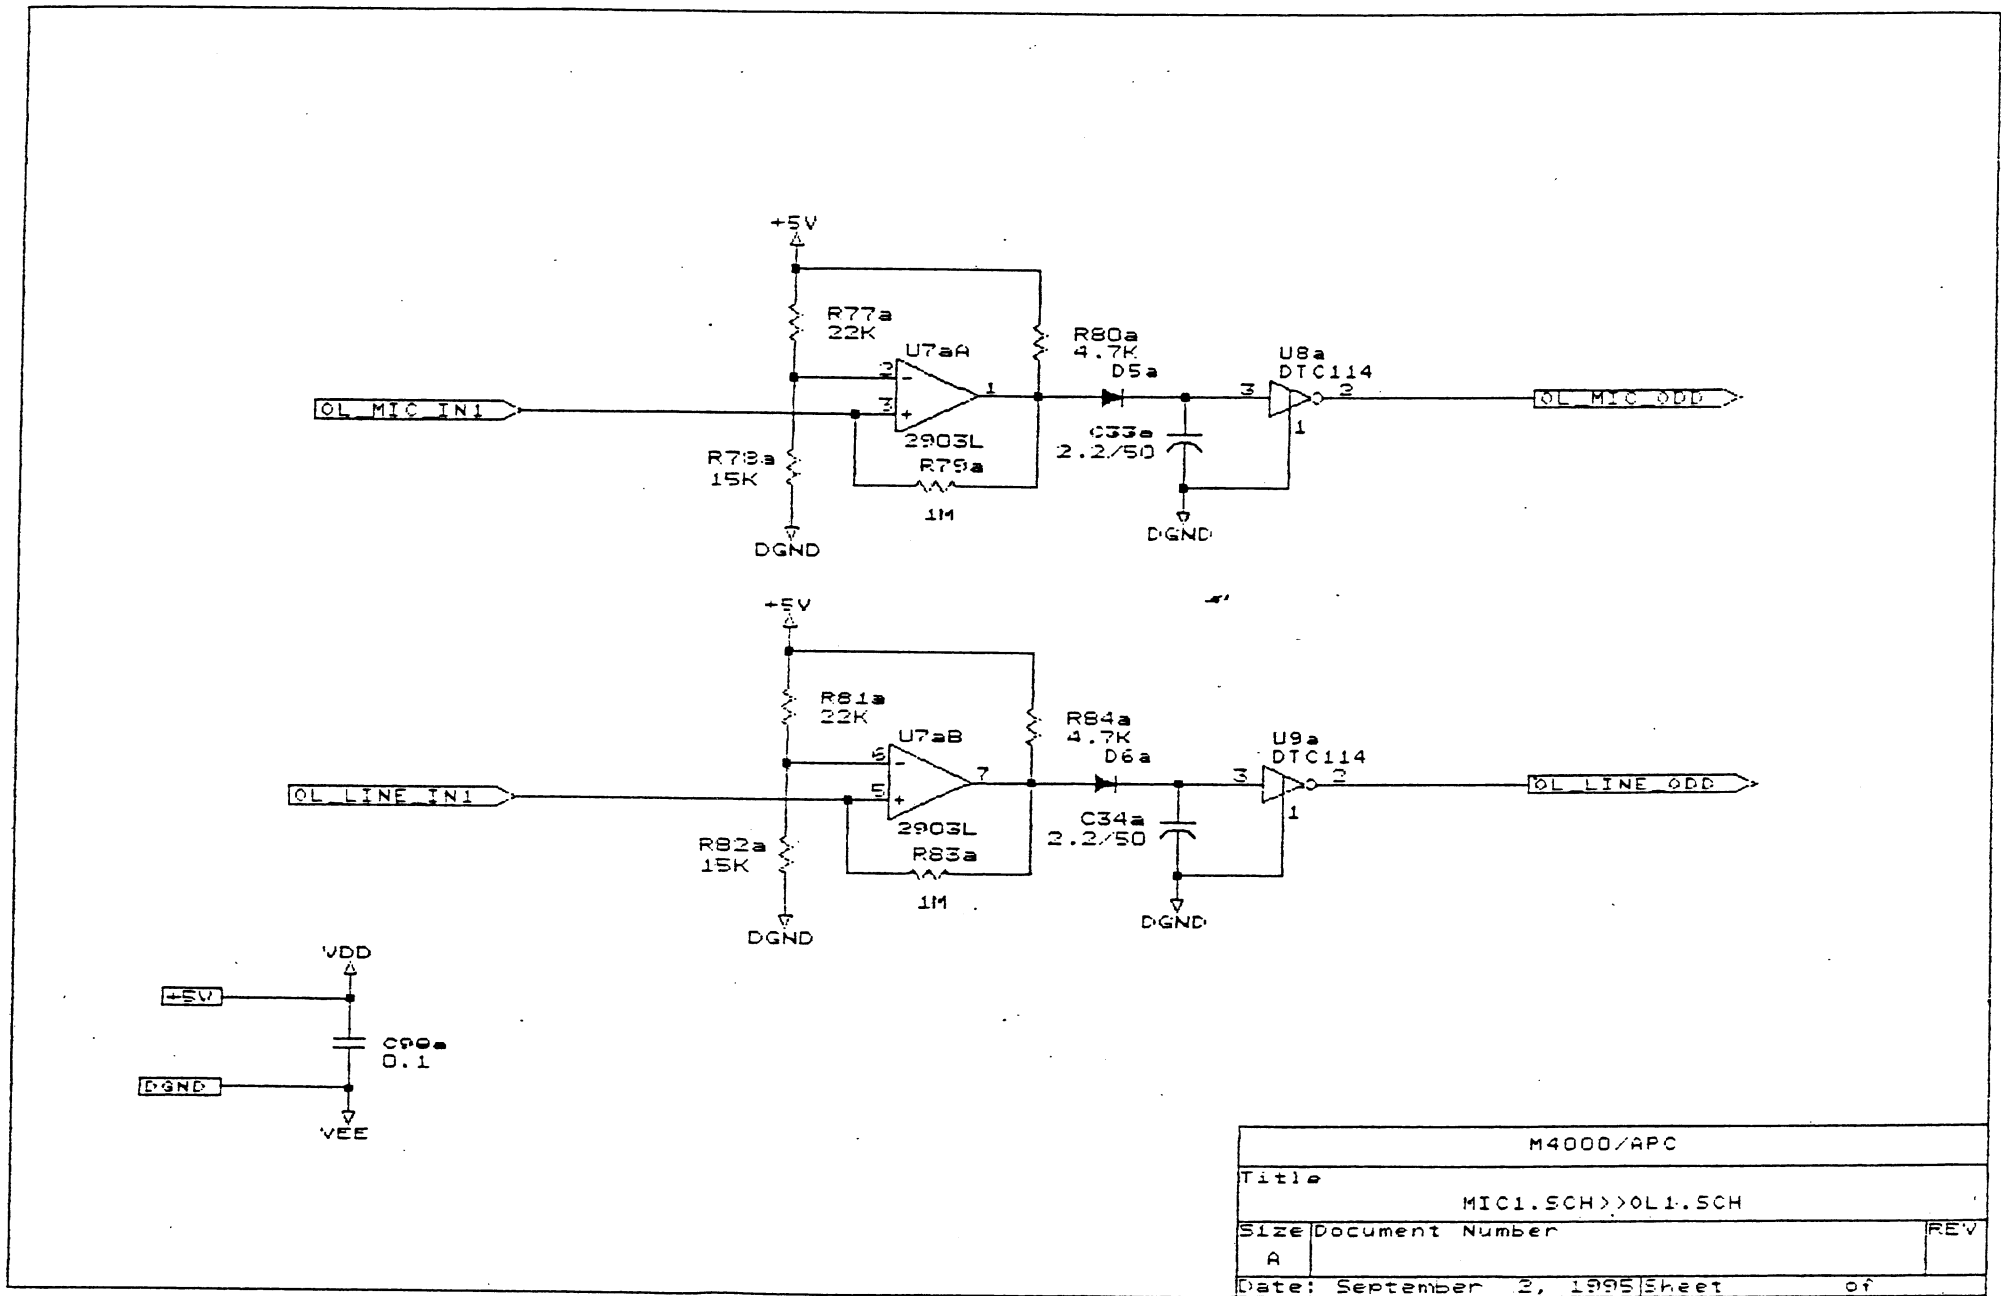 +5V
R77a
22K
R80a
4.7K
U7aA
D5a
U8a
DTC114
2
-
1
3
2
OL_MIC_IN1
3
+
OL_MIC_ODD
1
2903L
C33a
2.2/50
R78a
15K
R79a
1M
DGND
DGND
+5V
R81a
22K
R84a
4.7K
U7aB
D6a
U9a
DTC114
6
-
7
3
2
OL_LINE_IN1
5
+
OL_LINE_ODD
1
2903L
C34a
2.2/50
R82a
15K
R83a
1M
DGND
DGND
VDD
+5V
0.1
DGND
VEE
M4000/APC
Title
MIC1.SCH>>OL1.SCH
Size
Document Number
REV
A
Date: September 2, 1995
Sheet of